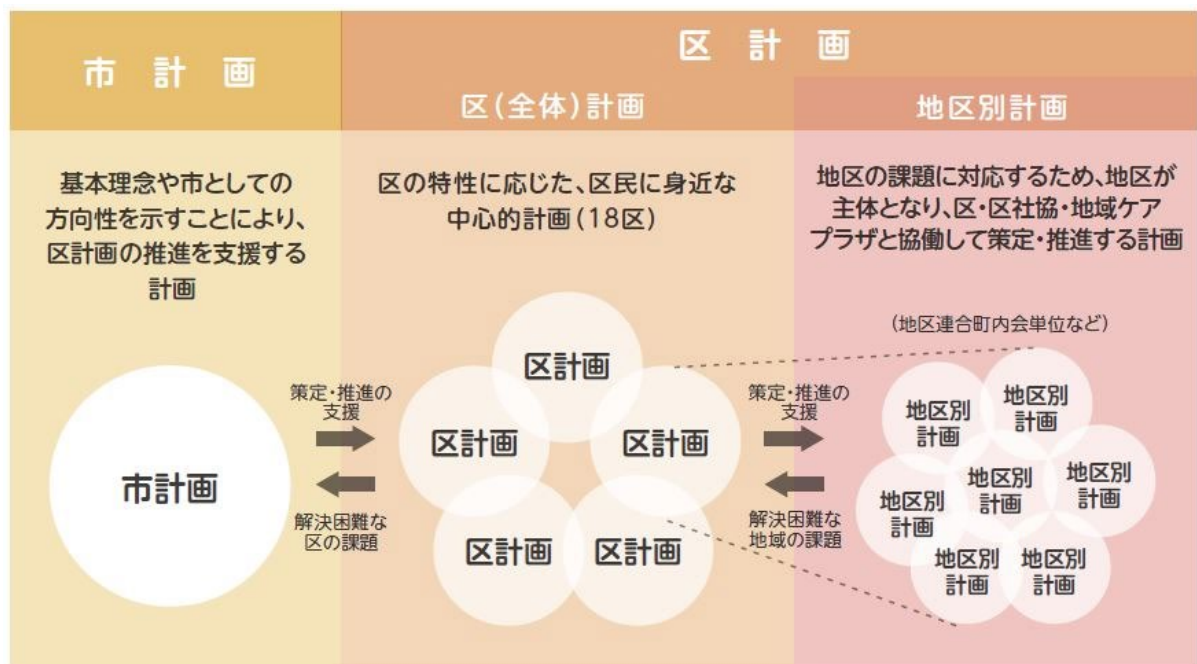 市計画
区計画
区(全体)計画
地区別計画
基本理念や市としての
方向性を示すことにより、
区計画の推進を支援する
計画
区の特性に応じた、区民に身近な
中心的計画(18区)
地区の課題に対応するため、地区が
主体となり、区・区社協・地域ケア
プラザと協働して策定・推進する計画
(地区連合町内会単位など)
市計画
策定・推進の
支援
解決困難な
区の課題
区計画
区計画
区計画
区計画
区計画
策定・推進の
支援
解決困難な
地域の課題
地区別
計画
地区別
計画
地区別
計画
地区別
計画
地区別
計画
地区別
計画
地区別
計画